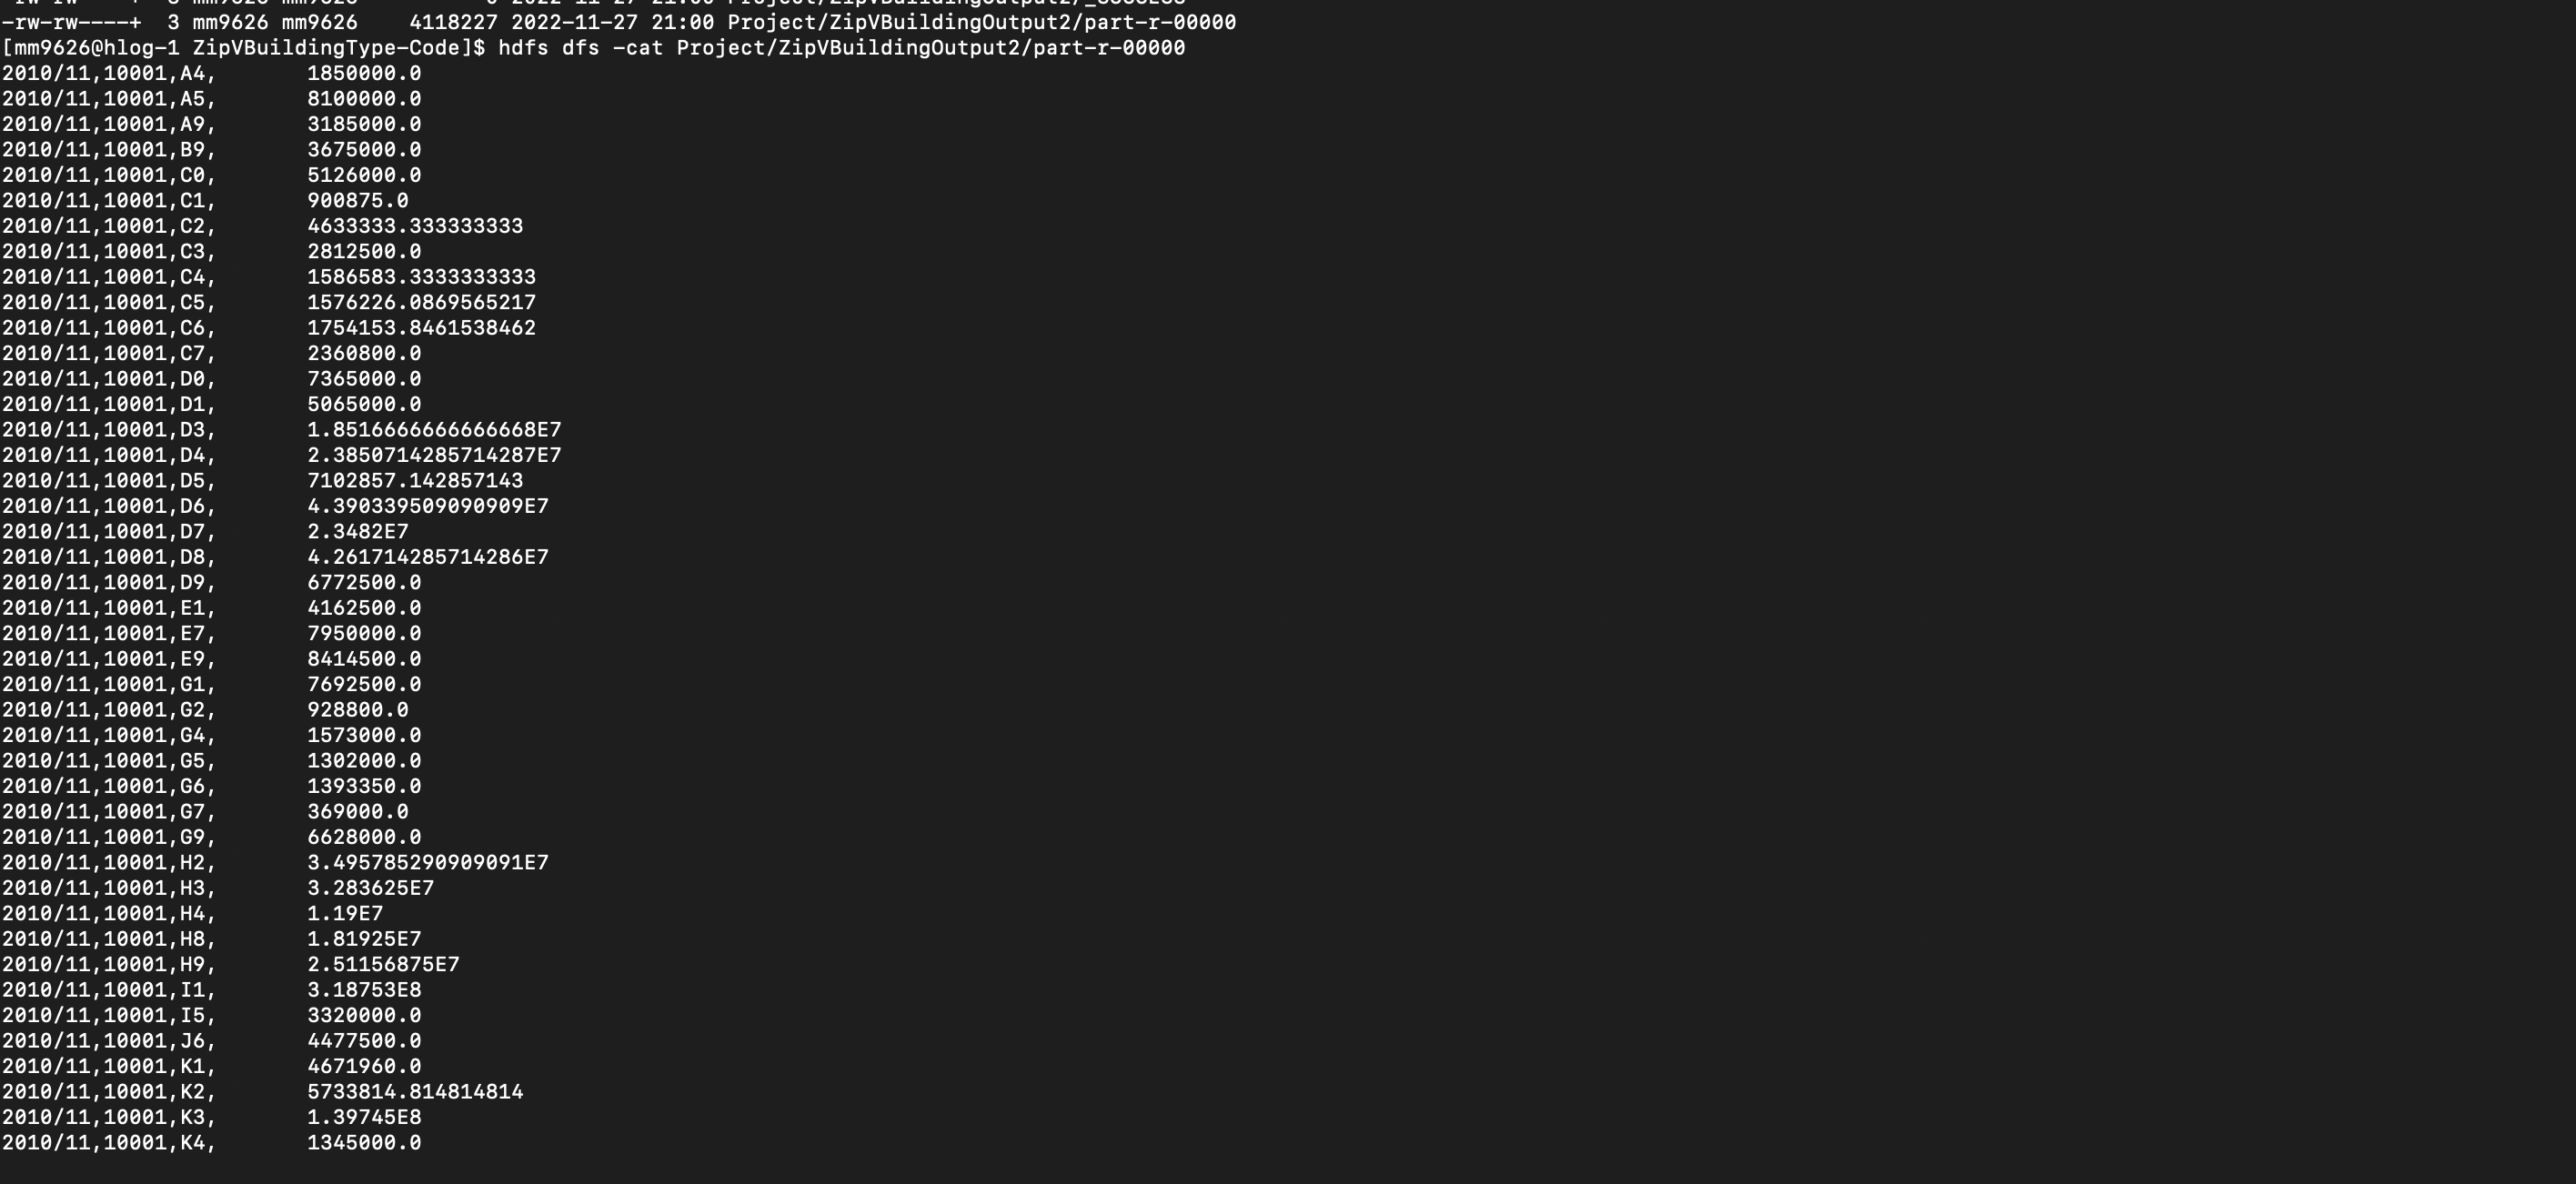 -rw-rw----+  3 mm9626 mm9626    4118227 2022-11-27 21:00 Project/ZipVBuildingOutput2/part-r-00000
[mm9626@hlog-1 ZipVBuildingType-Code]$ hdfs dfs -cat Project/ZipVBuildingOutput2/part-r-00000
2010/11,10001,A4,       1850000.0
2010/11,10001,A5,       8100000.0
2010/11,10001,A9,       3185000.0
2010/11,10001,B9,       3675000.0
2010/11,10001,C0,       5126000.0
2010/11,10001,C1,       900875.0
2010/11,10001,C2,       4633333.333333333
2010/11,10001,C3,       2812500.0
2010/11,10001,C4,       1586583.3333333333
2010/11,10001,C5,       1576226.0869565217
2010/11,10001,C6,       1754153.8461538462
2010/11,10001,C7,       2360800.0
2010/11,10001,D0,       7365000.0
2010/11,10001,D1,       5065000.0
2010/11,10001,D3,       1.8516666666666668E7
2010/11,10001,D4,       2.3850714285714287E7
2010/11,10001,D5,       7102857.142857143
2010/11,10001,D6,       4.390339509090909E7
2010/11,10001,D7,       2.3482E7
2010/11,10001,D8,       4.261714285714286E7
2010/11,10001,D9,       6772500.0
2010/11,10001,E1,       4162500.0
2010/11,10001,E7,       7950000.0
2010/11,10001,E9,       8414500.0
2010/11,10001,G1,       7692500.0
2010/11,10001,G2,       928800.0
2010/11,10001,G4,       1573000.0
2010/11,10001,G5,       1302000.0
2010/11,10001,G6,       1393350.0
2010/11,10001,G7,       369000.0
2010/11,10001,G9,       6628000.0
2010/11,10001,H2,       3.495785290909091E7
2010/11,10001,H3,       3.283625E7
2010/11,10001,H4,       1.19E7
2010/11,10001,H8,       1.81925E7
2010/11,10001,H9,       2.51156875E7
2010/11,10001,I1,       3.18753E8
2010/11,10001,I5,       3320000.0
2010/11,10001,J6,       4477500.0
2010/11,10001,K1,       4671960.0
2010/11,10001,K2,       5733814.814814814
2010/11,10001,K3,       1.39745E8
2010/11,10001,K4,       1345000.0